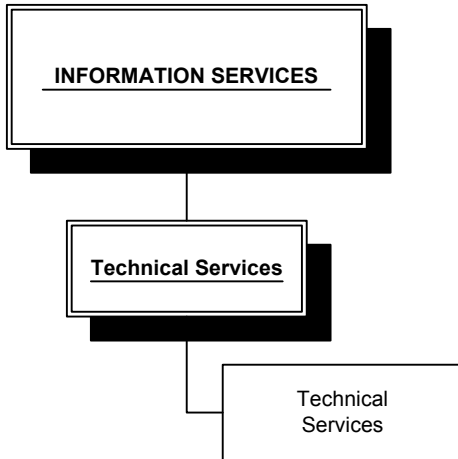 INFORMATION SERVICES
Technical Services
Technical
Services